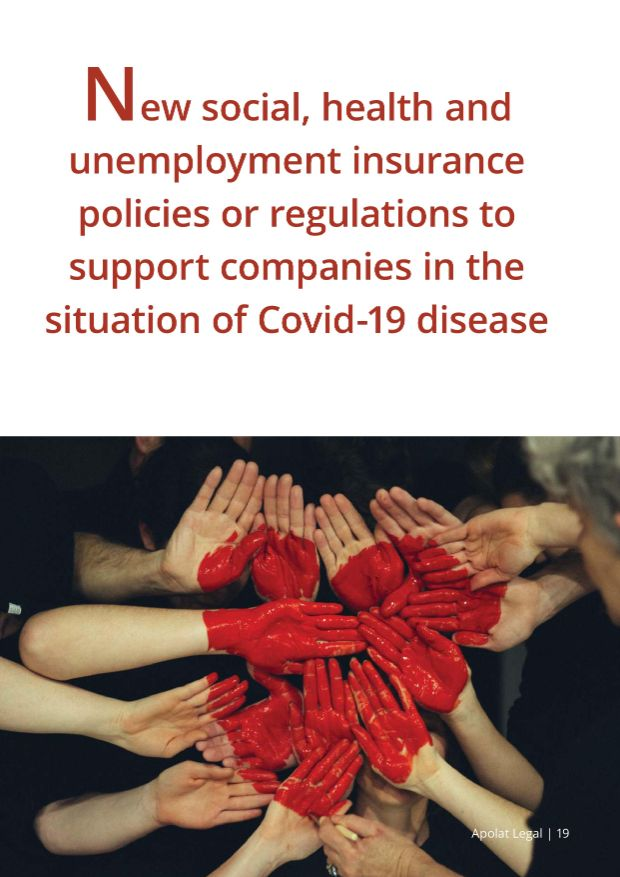 New social, health and
unemployment insurance
policies or regulations to
support companies in the
situation of Covid-19 disease
Apolat Legal | 19